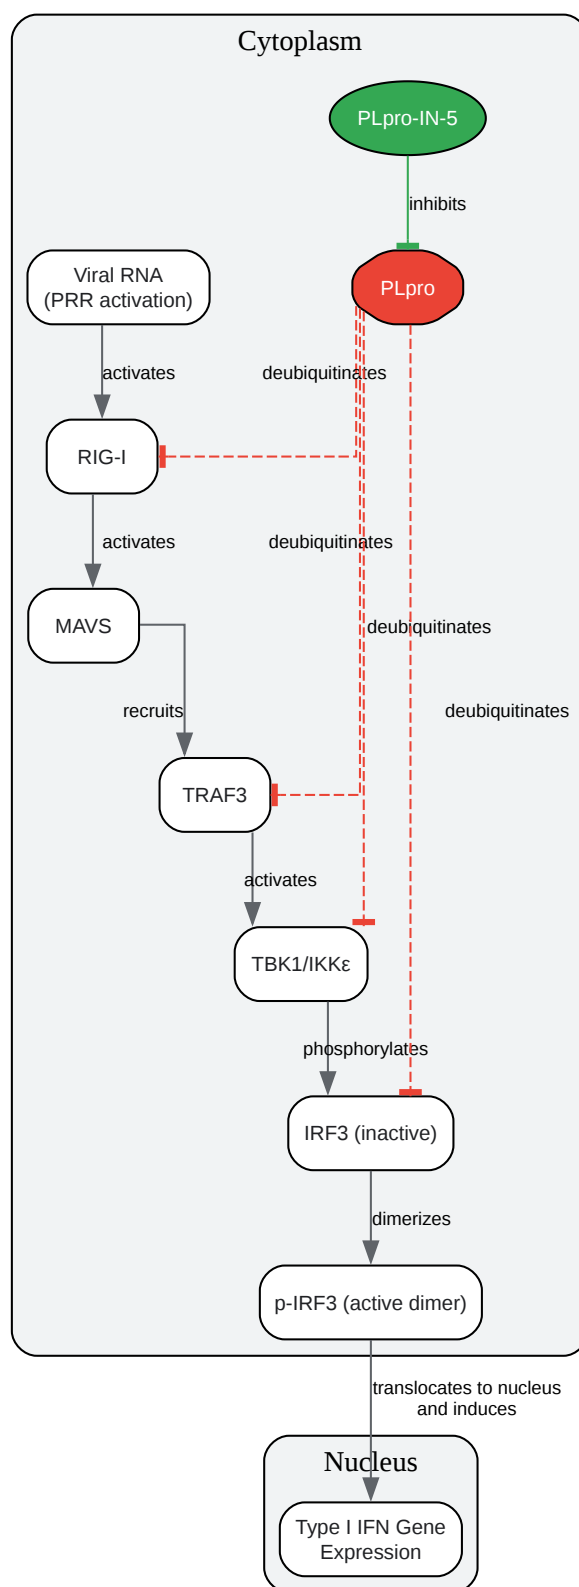 Cytoplasm
PLpro-IN-5
inhibits
Viral RNA
(PRR activation)
PLpro
activates
deubiquitinates
RIG-I
activates
deubiquitinates
MAVS
deubiquitinates
recruits
deubiquitinates
TRAF3
activates
TBK1/IKKε
phosphorylates
IRF3 (inactive)
dimerizes
p-IRF3 (active dimer)
translocates to nucleus
and induces
Nucleus
Type I IFN Gene
Expression